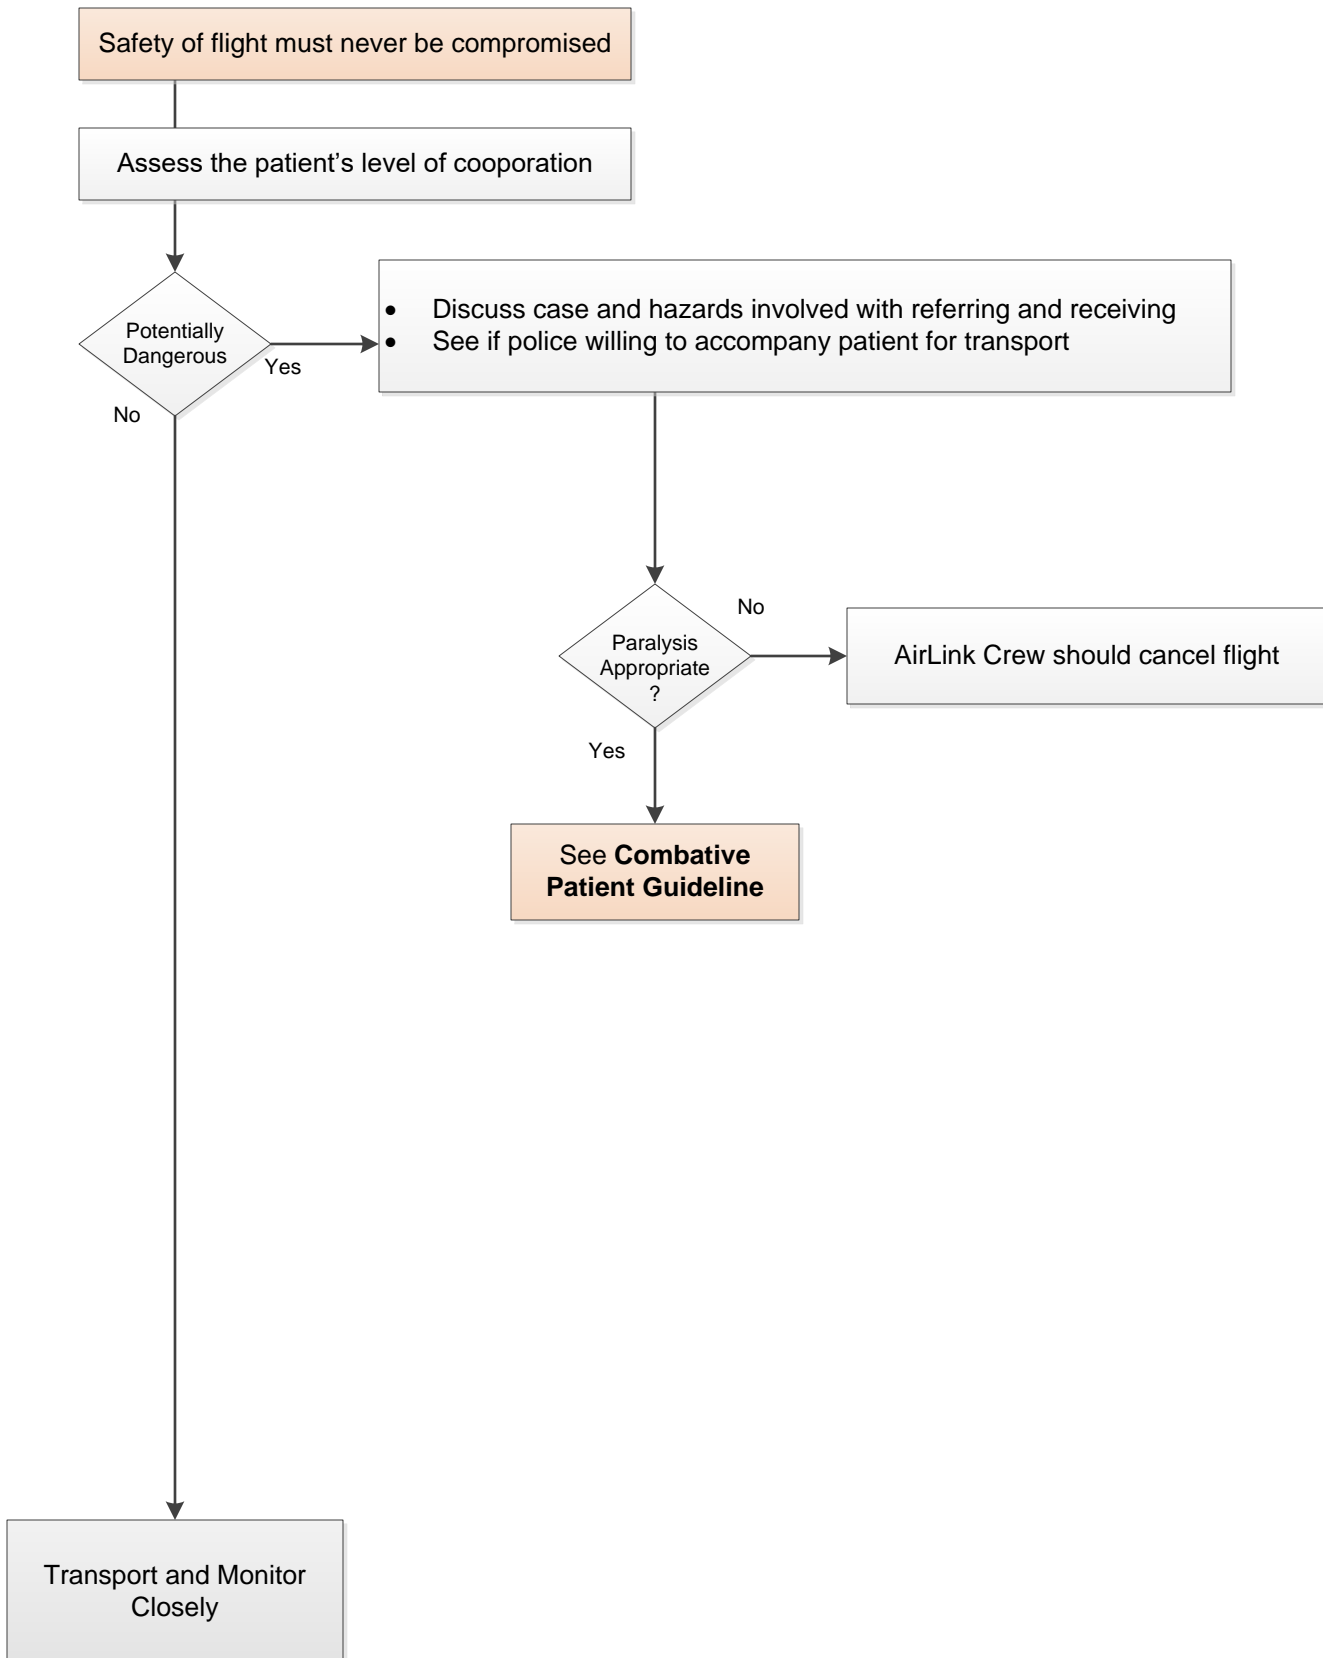 Safety of flight must never be compromised
Assess the patient’s level of cooporation
Potentially
Dangerous
Yes
No
• Discuss case and hazards involved with referring and receiving
• See if police willing to accompany patient for transport
Paralysis
Appropriate
?
No
AirLink Crew should cancel flight
Yes
See Combative
Patient Guideline
Transport and Monitor
Closely